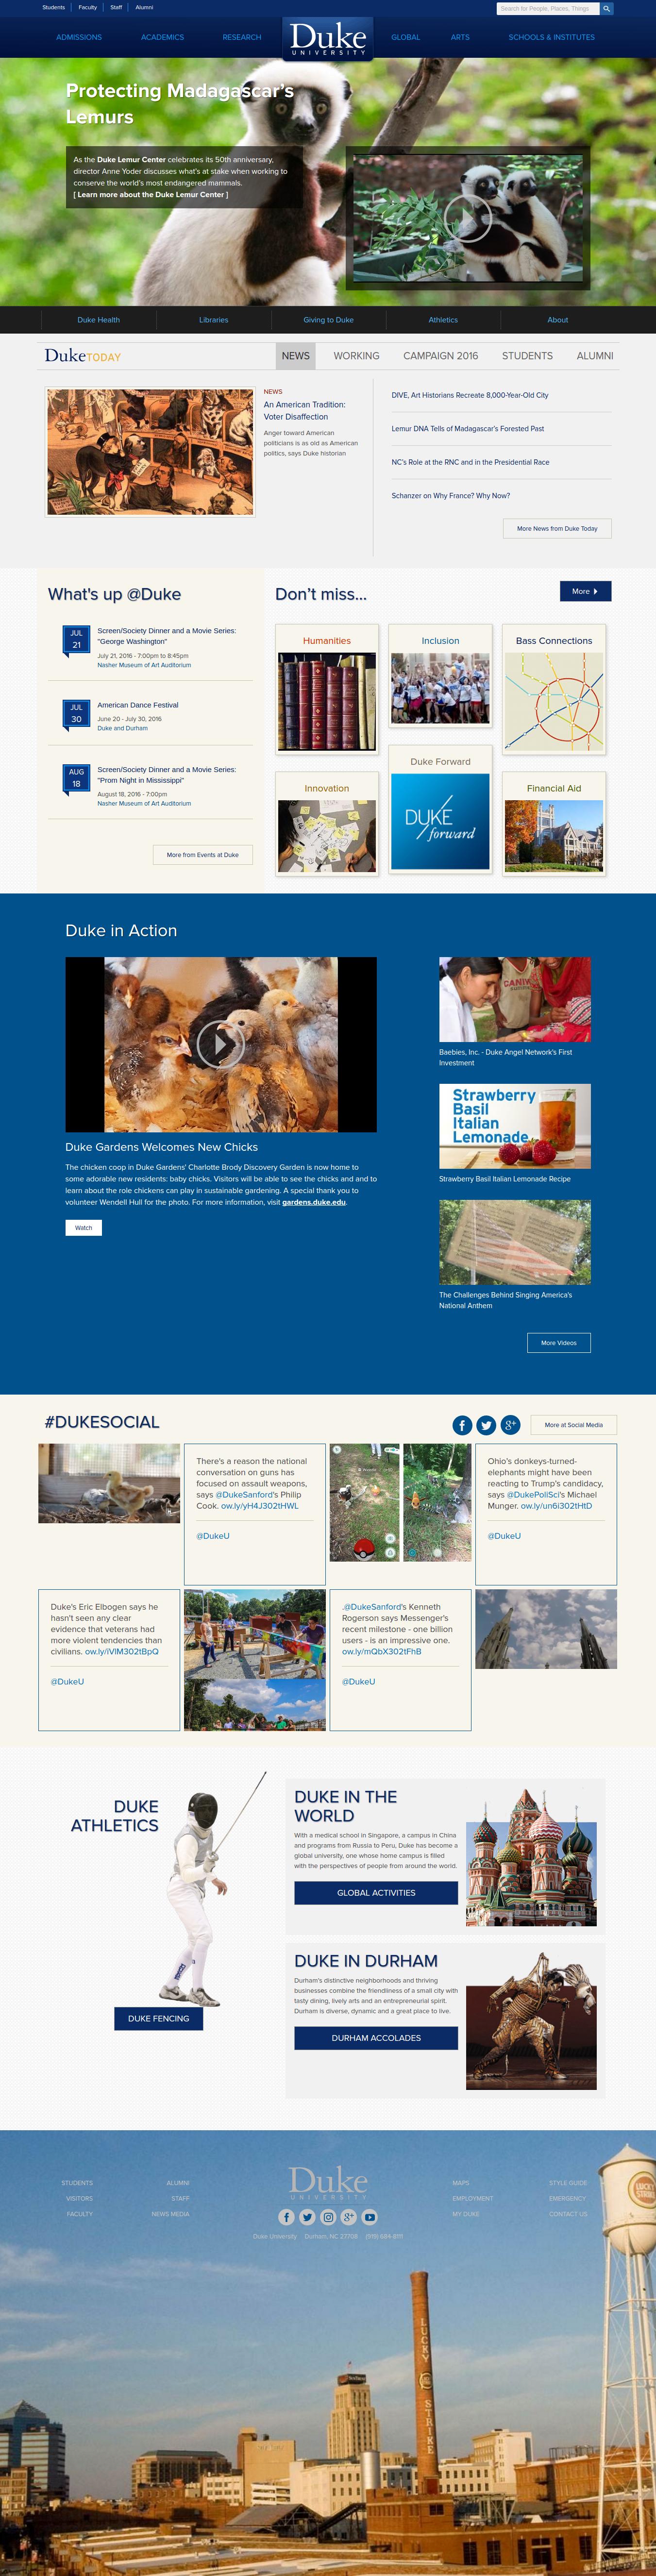 Students Faculty Staff Alumni
Search for People, Places, Things
ADMISSIONS ACADEMICS RESEARCH Duke UNIVERSITY GLOBAL ARTS SCHOOLS & INSTITUTES
Protecting Madagascar's
Lemurs
As the Duke Lemur Center celebrates its 50th anniversary,
director Anne Yoder discusses what's at stake when working to
conserve the world's most endangered mammals.
[ Learn more about the Duke Lemur Center ]
Duke Health Libraries Giving to Duke Athletics About
DukeTODAY
NEWS WORKING CAMPAIGN 2016 STUDENTS ALUMNI
NEWS
An American Tradition:
Voter Disaffection
Anger toward American
politicians is as old as American
politics, says Duke historian
DIVE, Art Historians Recreate 8,000-Year-Old City
Lemur DNA Tells of Madagascar's Forested Past
NC's Role at the RNC and in the Presidential Race
Schanzer on Why France? Why Now?
More News from Duke Today
What's up @Duke
JUL
21
Screen/Society Dinner and a Movie Series:
"George Washington"
July 21, 2016 - 7:00pm to 8:45pm
Nasher Museum of Art Auditorium
JUL
30
American Dance Festival
June 20 - July 30, 2016
Duke and Durham
AUG
18
Screen/Society Dinner and a Movie Series:
"Prom Night in Mississippi"
August 18, 2016 - 7:00pm
Nasher Museum of Art Auditorium
More from Events at Duke
Don't miss...
More
Humanities
Inclusion
Bass Connections
Innovation
Duke Forward
DUKE
forward
Financial Aid
Duke in Action
Duke Gardens Welcomes New Chicks
The chicken coop in Duke Gardens' Charlotte Brody Discovery Garden is now home to
some adorable new residents: baby chicks. Visitors will be able to see the chicks and and to
learn about the role chickens can play in sustainable gardening. A special thank you to
volunteer Wendell Hull for the photo. For more information, visit gardens.duke.edu.
Watch
Baebies, Inc. - Duke Angel Network's First
Investment
Strawberry
Basil
Italian
Lemonade
Strawberry Basil Italian Lemonade Recipe
The Challenges Behind Singing America's
National Anthem
More Videos
#DUKESOCIAL
More at Social Media
There's a reason the national
conversation on guns has
focused on assault weapons,
says @DukeSanford's Philip
Cook. ow.ly/yH4J302tHWL
@DukeU
Ohio's donkeys-turned-
elephants might have been
reacting to Trump's candidacy,
says @DukePoliSci's Michael
Munger. ow.ly/un6i302tHtD
@DukeU
Duke's Eric Elbogen says he
hasn't seen any clear
evidence that veterans had
more violent tendencies than
civilians. ow.ly/iVIM302tBpQ
@DukeU
.@DukeSanford's Kenneth
Rogerson says Messenger's
recent milestone - one billion
users - is an impressive one.
ow.ly/mQbX302tFhB
@DukeU
DUKE
ATHLETICS
DUKE FENCING
DUKE IN THE
WORLD
With a medical school in Singapore, a campus in China
and programs from Russia to Peru, Duke has become a
global university, one whose home campus is filled
with the perspectives of people from around the world.
GLOBAL ACTIVITIES
DUKE IN DURHAM
Durham's distinctive neighborhoods and thriving
businesses combine the friendliness of a small city with
tasty dining, lively arts and an entrepreneurial spirit.
Durham is diverse, dynamic and a great place to live.
DURHAM ACCOLADES
STUDENTS ALUMNI
VISITORS STAFF
FACULTY NEWS MEDIA
Duke
UNIVERSITY
Duke University Durham, NC 27708 (919) 684-8111
MAPS STYLE GUIDE
EMPLOYMENT EMERGENCY
MY DUKE CONTACT US
LUCKY
STRIKE
LUCKY
STRIKE